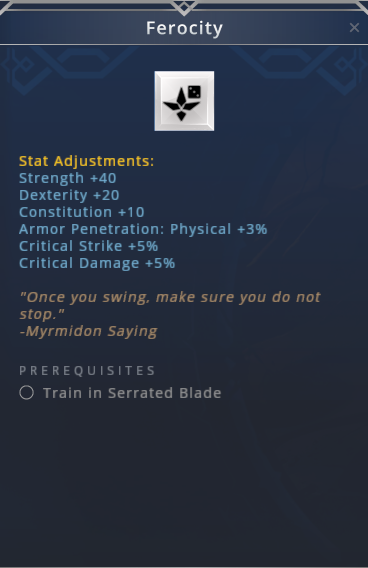 Ferocity
Stat Adjustments:
Strength +40
Dexterity +20
Constitution +10
Armor Penetration: Physical +3%
Critical Strike +5%
Critical Damage +5%
"Once you swing, make sure you do not
stop."
-Myrmidon Saying
PREREQUISITES
Train in Serrated Blade